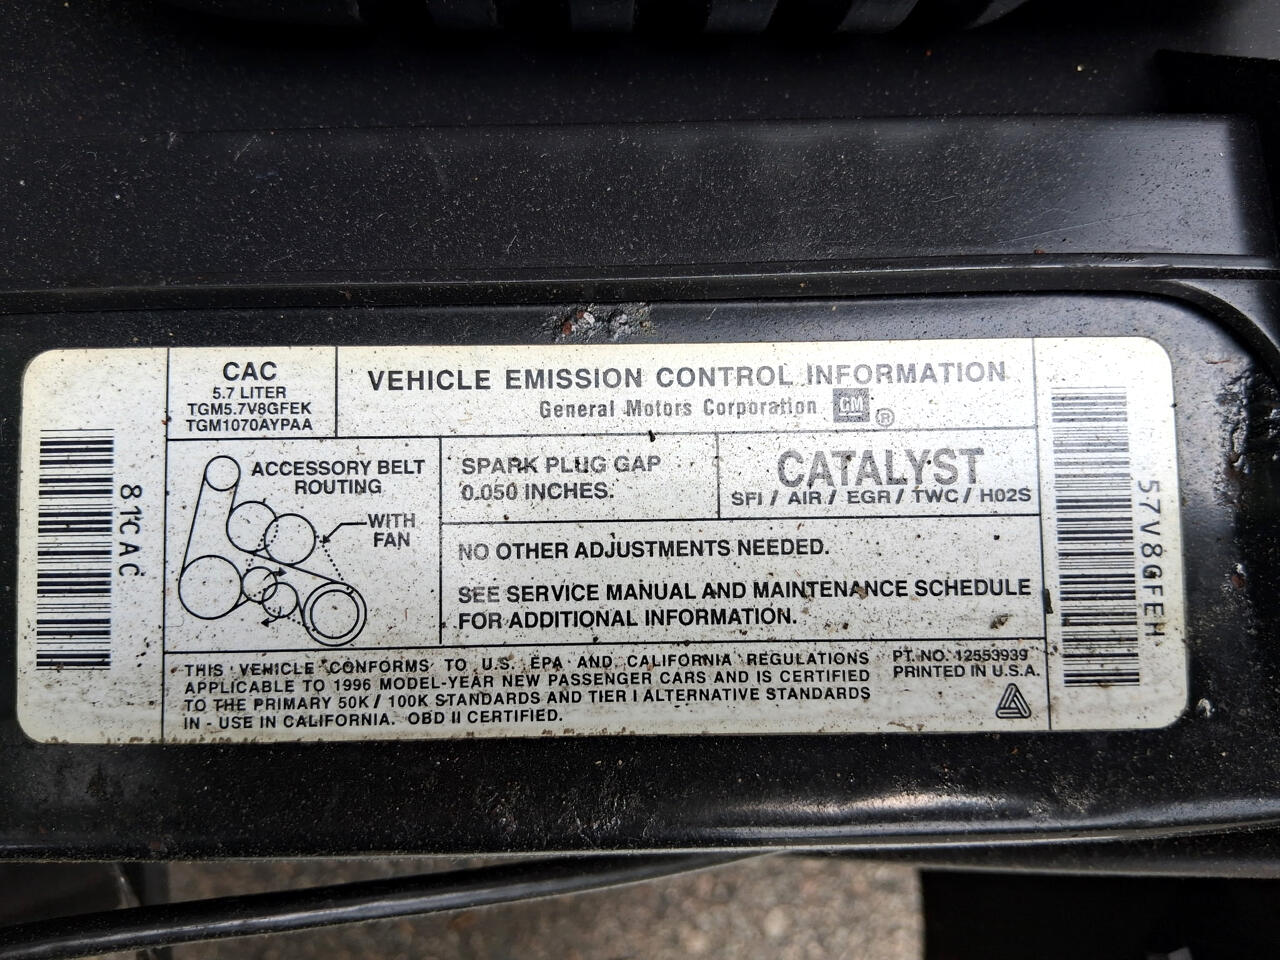 CAC
5.7 LITER
TGM5.7V8GFEK
TGM1070AYPAA
VEHICLE EMISSION CONTROL INFORMATION
General Motors Corporation GM ®
81CAC
ACCESSORY BELT
ROUTING
WITH
FAN
SPARK PLUG GAP
0.050 INCHES.
CATALYST
SFI / AIR / EGR / TWC / H02S
NO OTHER ADJUSTMENTS NEEDED.
SEE SERVICE MANUAL AND MAINTENANCE SCHEDULE
FOR ADDITIONAL INFORMATION.
57V8GFEH
THIS VEHICLE CONFORMS TO U.S. EPA AND CALIFORNIA REGULATIONS
APPLICABLE TO 1996 MODEL-YEAR NEW PASSENGER CARS AND IS CERTIFIED
TO THE PRIMARY 50K / 100K STANDARDS AND TIER I ALTERNATIVE STANDARDS
IN - USE IN CALIFORNIA. OBD II CERTIFIED.
PT. NO. 12553939
PRINTED IN U.S.A.